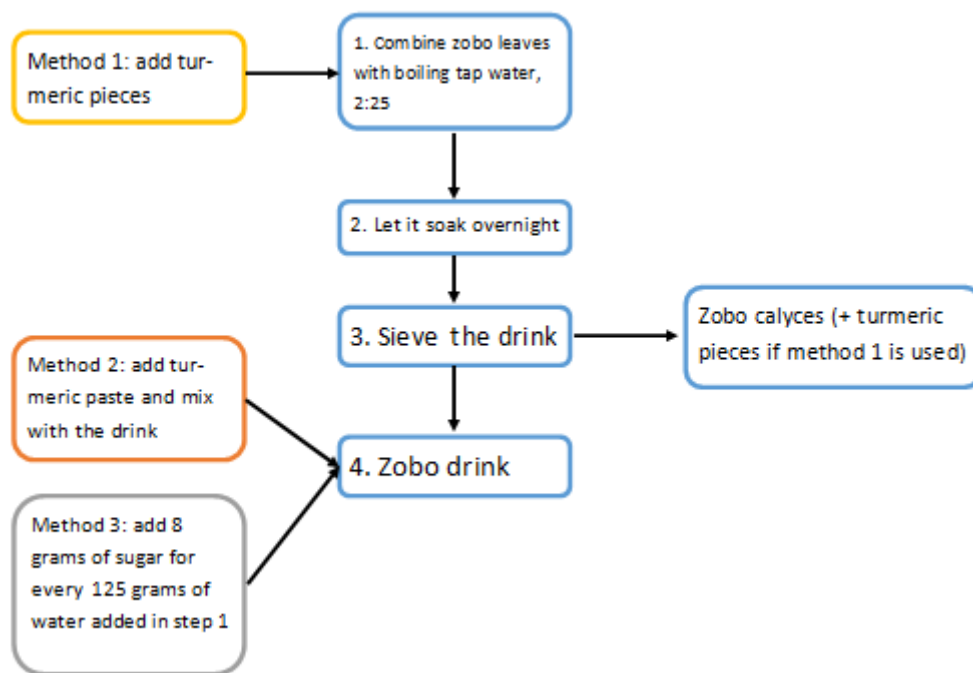 Method 1: add tur-
meric pieces
1. Combine zobo leaves
with boiling tap water,
2:25
2. Let it soak overnight
3. Sieve the drink
Zobo calyces (+ turmeric
pieces if method 1 is used)
Method 2: add tur-
meric paste and mix
with the drink
4. Zobo drink
Method 3: add 8
grams of sugar for
every 125 grams of
water added in step 1